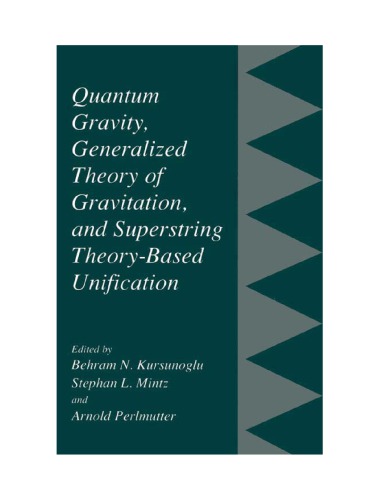 Quantum
Gravity,
Generalized
Theory of
Gravitation,
and Superstring
Theory-Based
Unification
Edited by
Behram N. Kursunoglu
Stephan L. Mintz
and
Arnold Perlmutter